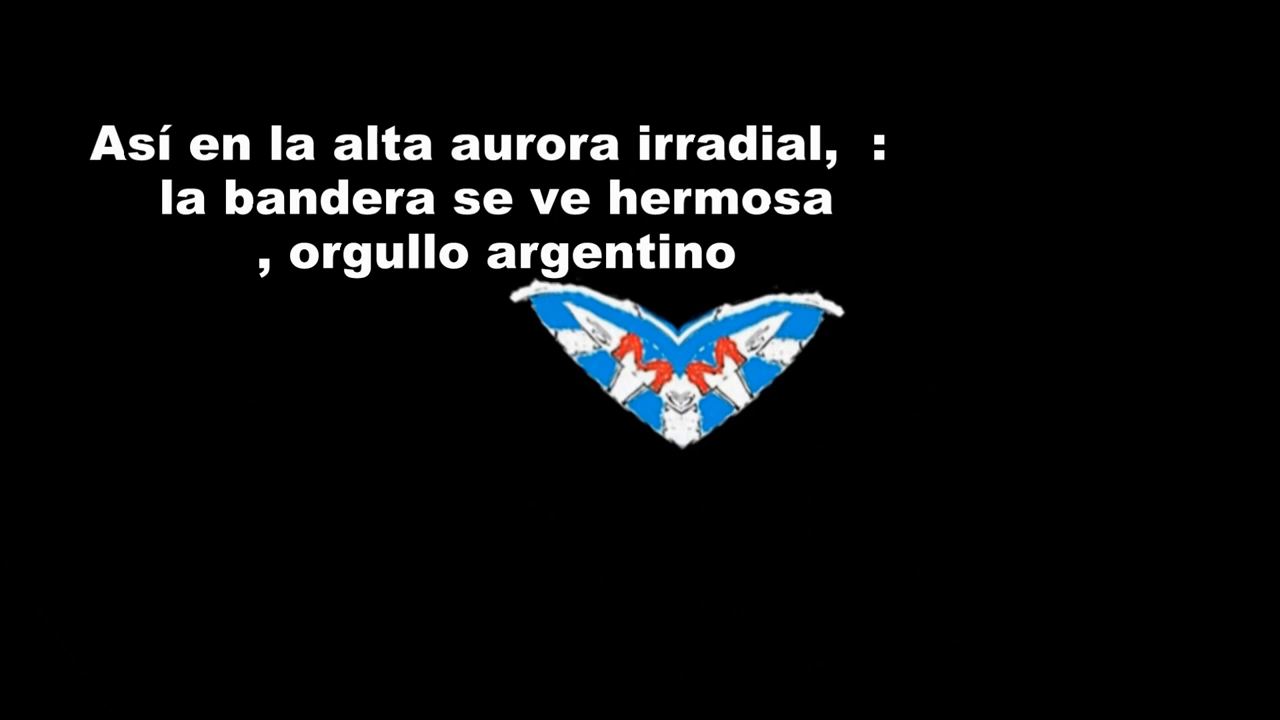 Así en la alta aurora irradial,  :
la bandera se ve hermosa
, orgullo argentino